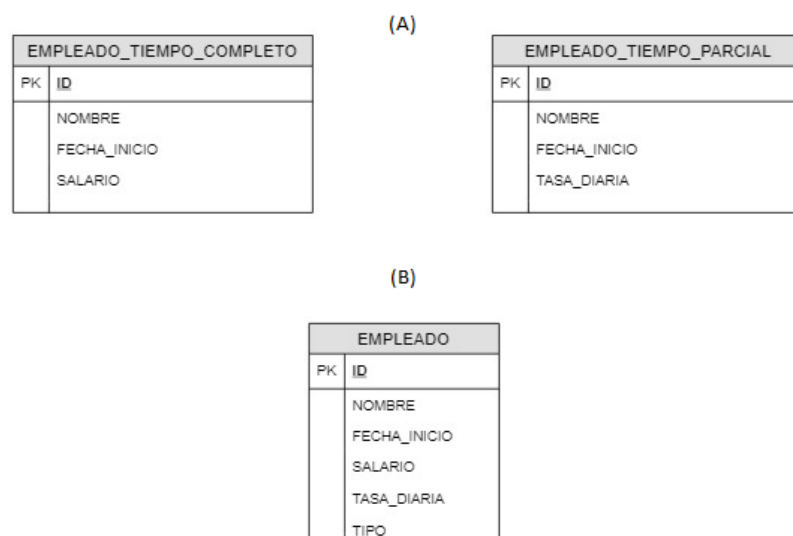 (A)
EMPLEADO_TIEMPO_COMPLETO
PK ID
NOMBRE
FECHA_INICIO
SALARIO
EMPLEADO_TIEMPO_PARCIAL
PK ID
NOMBRE
FECHA_INICIO
TASA_DIARIA
(B)
EMPLEADO
PK ID
NOMBRE
FECHA_INICIO
SALARIO
TASA_DIARIA
TIPO